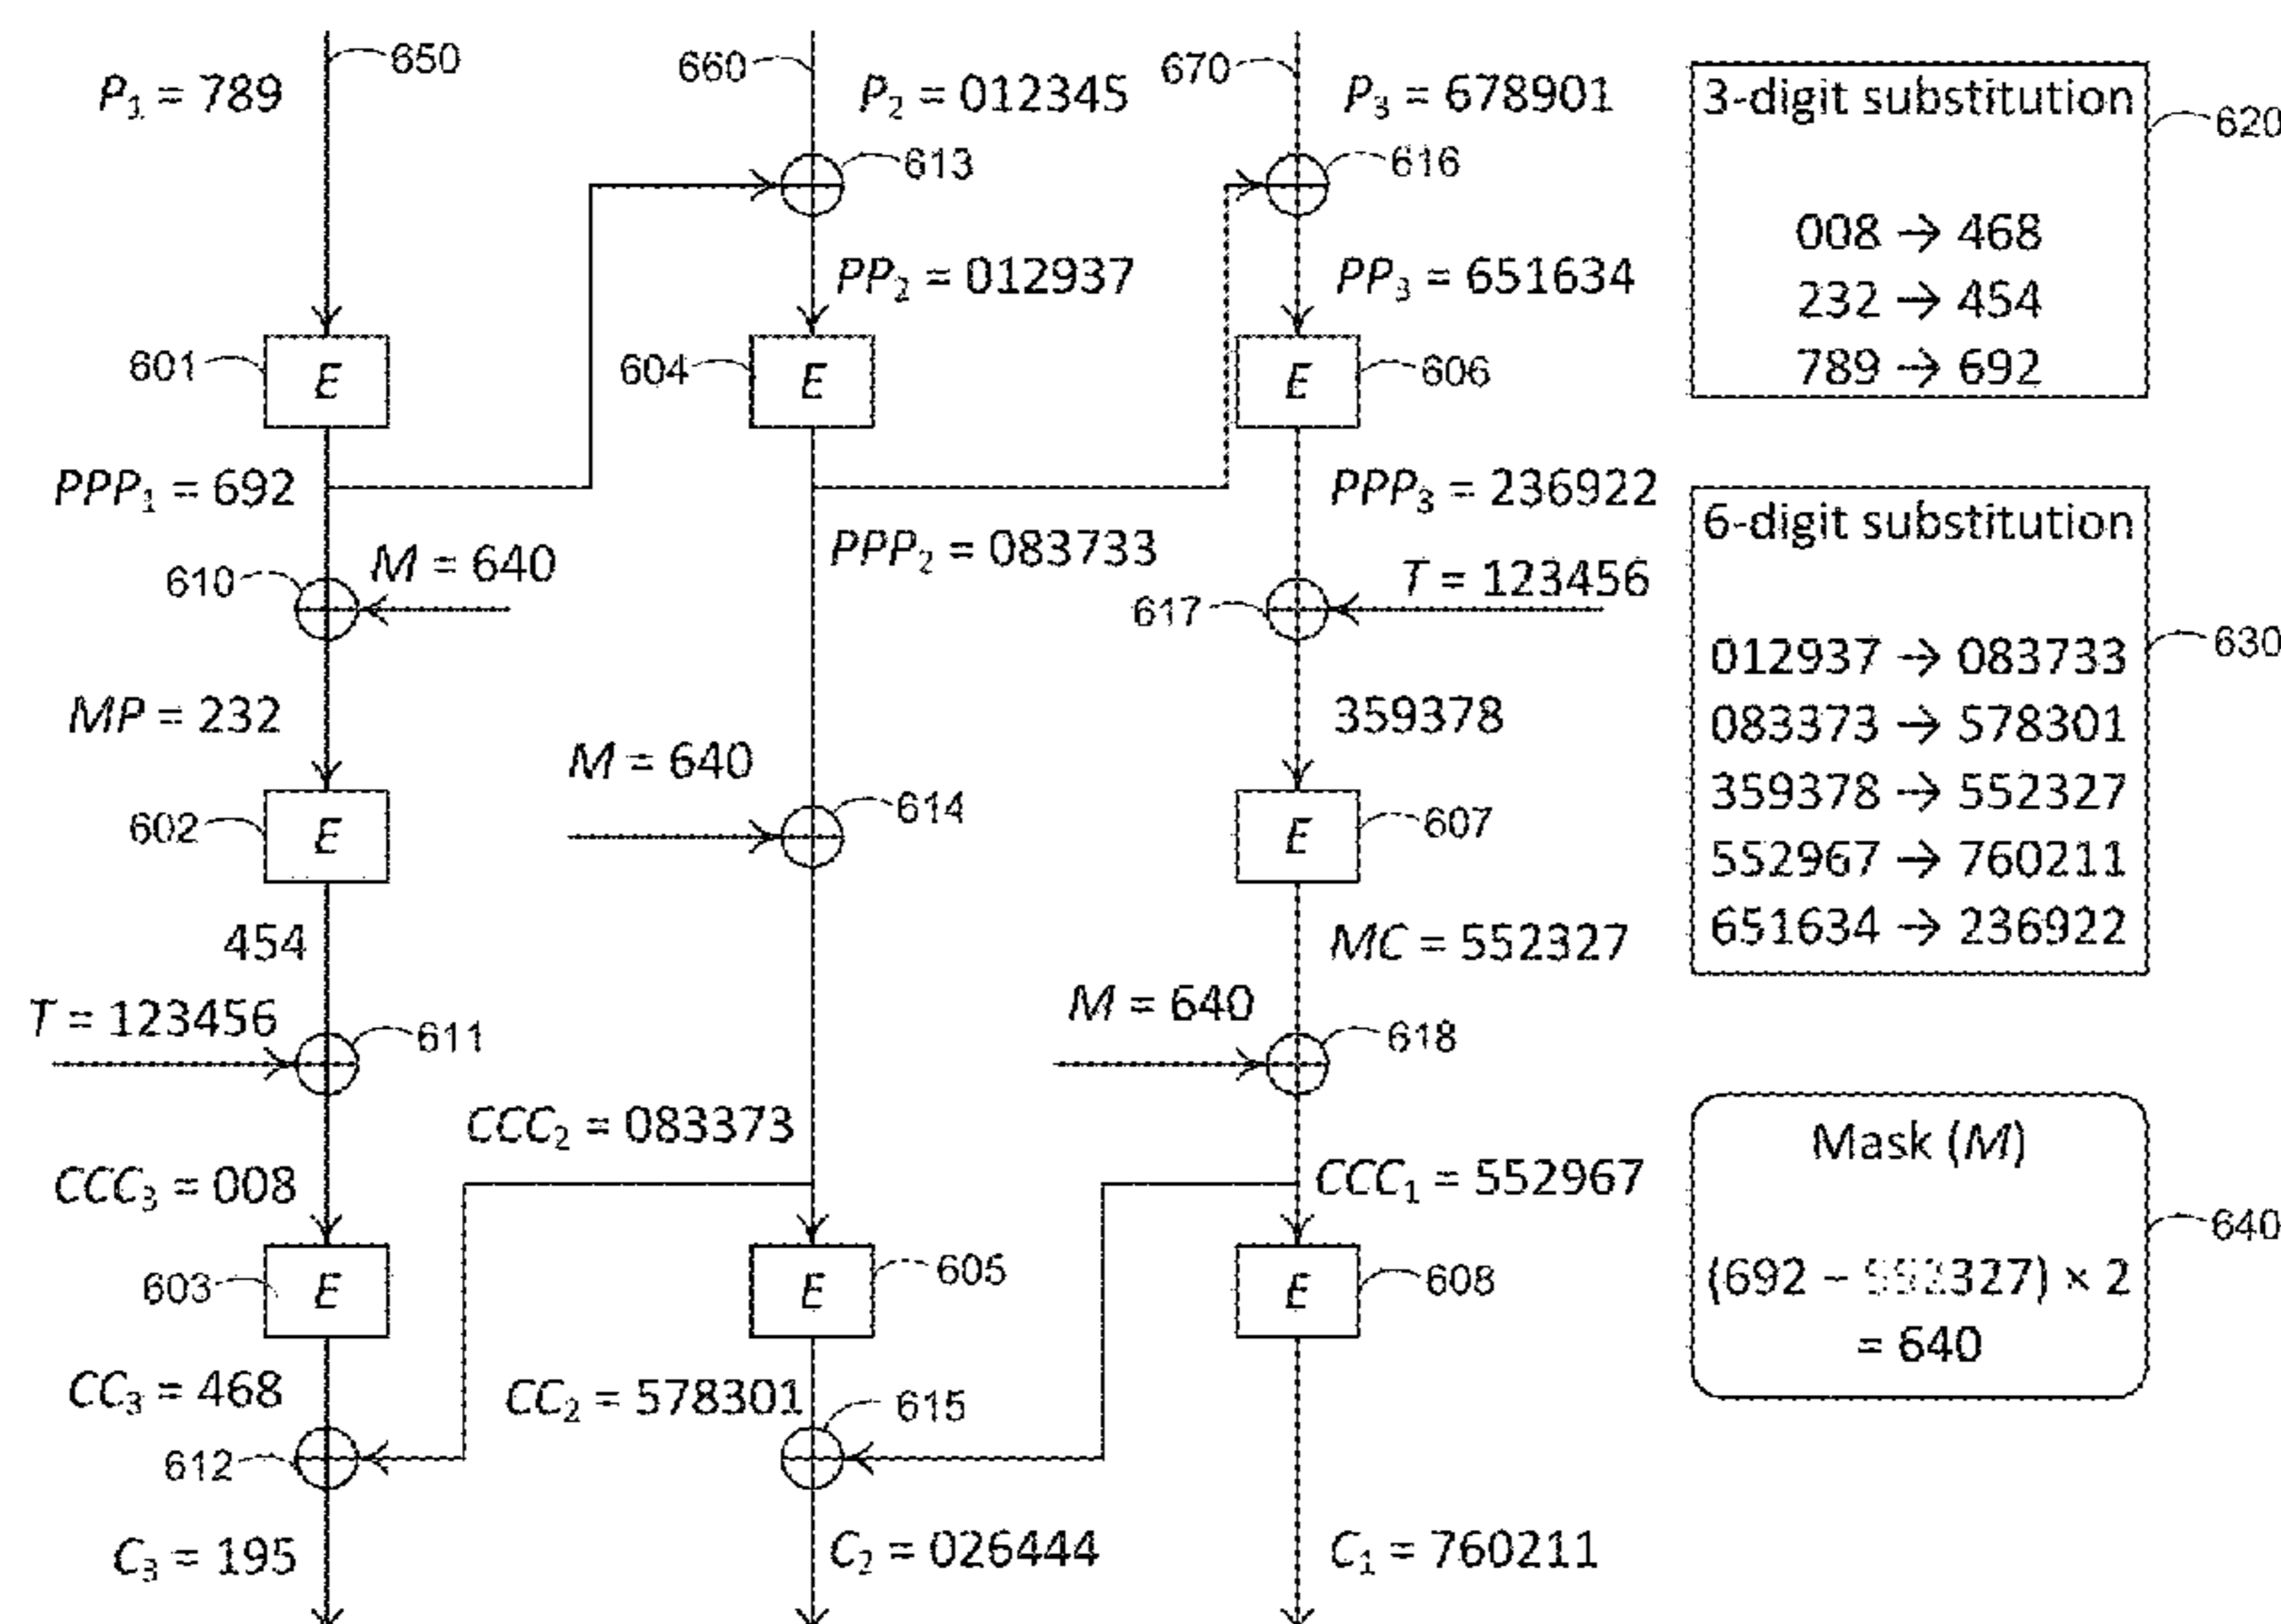 650
660
670
P₁ = 789
P₂ = 012345
P₃ = 678901
613
616
PP₂ = 012937
PP₃ = 651634
601
E
604
E
E
606
PPP₁ = 692
PPP₂ = 083733
PPP₃ = 236922
610
M = 640
617
T = 123456
MP = 232
M = 640
614
359378
602
E
E
607
454
MC = 552327
T = 123456
611
M = 640
618
CCC₂ = 083373
CCC₃ = 008
CCC₁ = 552967
603
E
E
605
E
608
CC₃ = 468
CC₂ = 578301
615
612
C₃ = 195
C₂ = 026444
C₁ = 760211
3-digit substitution
620
008 → 468
232 → 454
789 → 692
6-digit substitution
630
012937 → 083733
083373 → 578301
359378 → 552327
552967 → 760211
651634 → 236922
Mask (M)
640
(692 – 552327) × 2
= 640